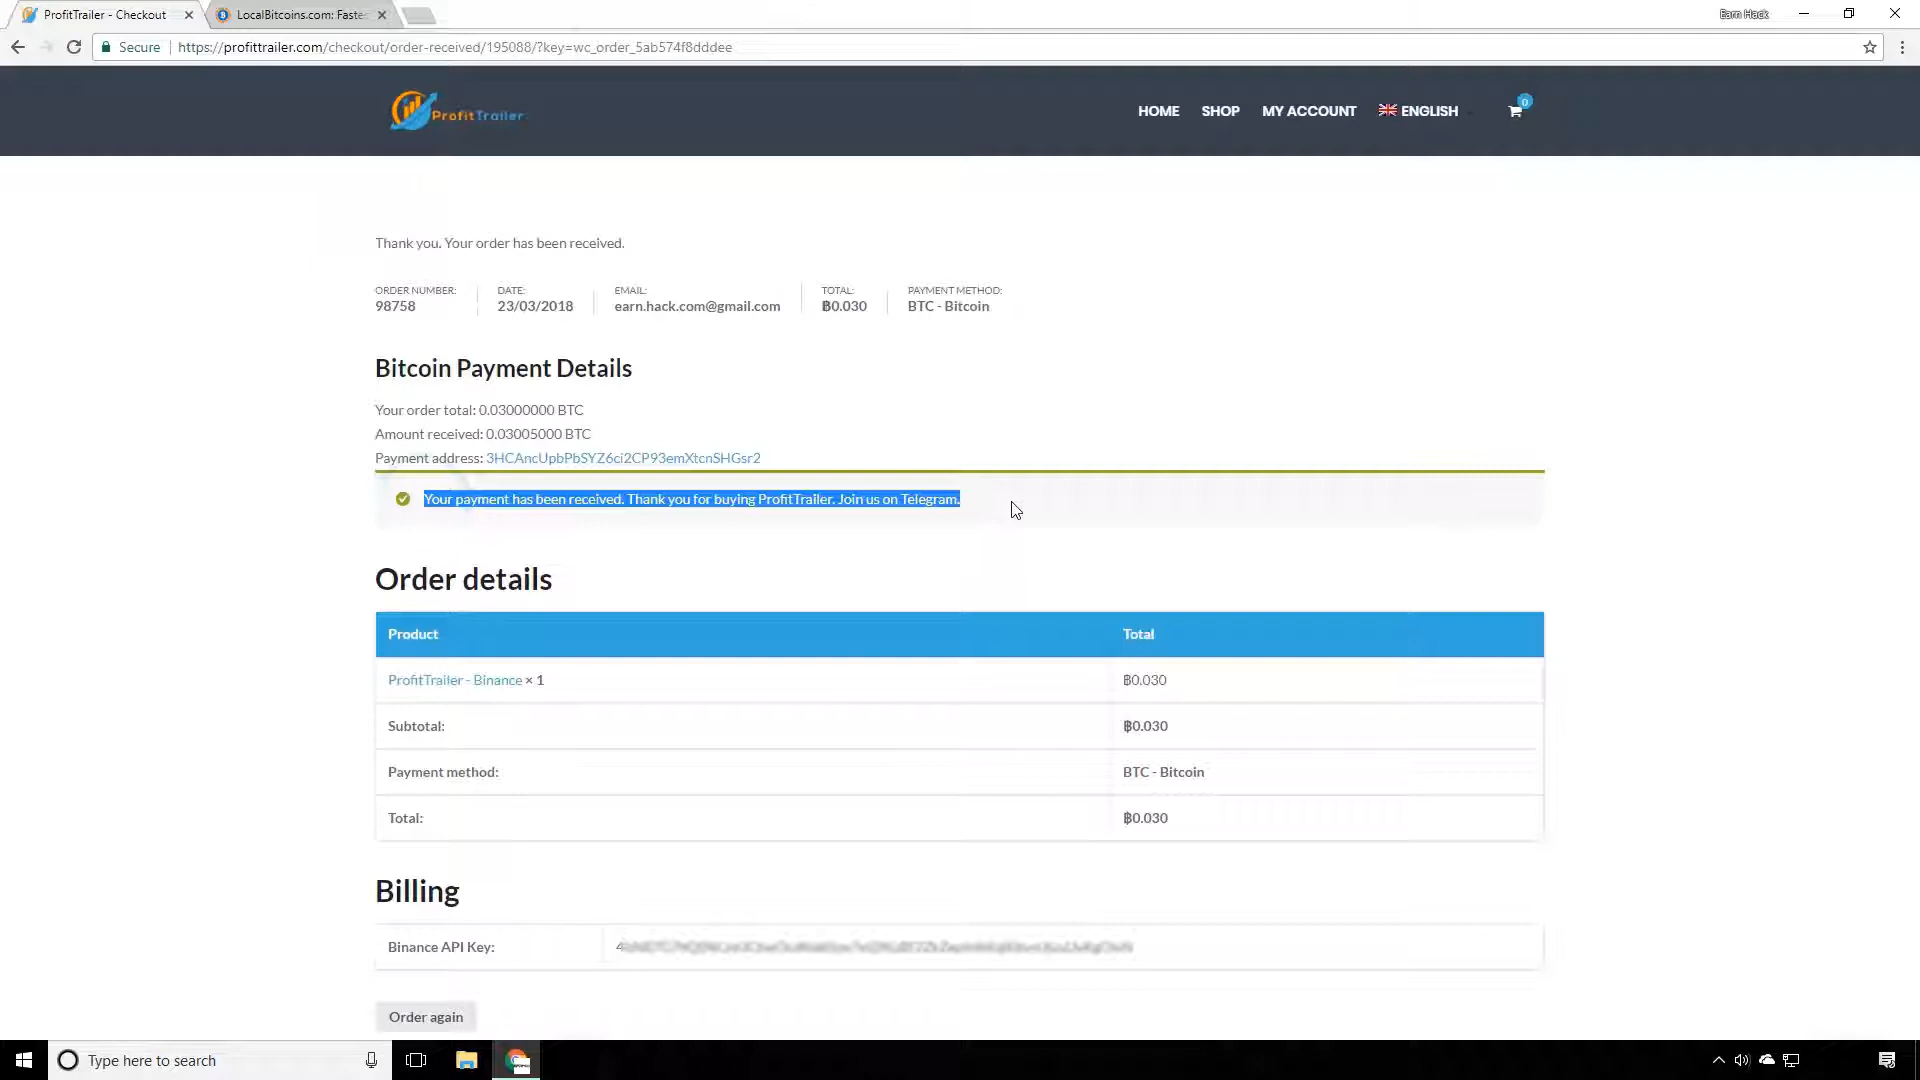 ProfitTrailer - Checkout
LocalBitcoins.com: Faste
Earn Hack
Secure
https://profittrailer.com/checkout/order-received/195088/?key=wc_order_5ab574f8dddee
ProfitTrailer
HOME SHOP MY ACCOUNT ENGLISH 0
Thank you. Your order has been received.
ORDER NUMBER: DATE: EMAIL: TOTAL: PAYMENT METHOD:
98758 23/03/2018 earn.hack.com@gmail.com ฿0.030 BTC - Bitcoin
Bitcoin Payment Details
Your order total: 0.03000000 BTC
Amount received: 0.03005000 BTC
Payment address: 3HCAncUpbPbSYZ6ci2CP93emXtcnSHGsr2
Your payment has been received. Thank you for buying ProfitTrailer. Join us on Telegram.
Order details
Product Total
ProfitTrailer - Binance × 1 ฿0.030
Subtotal: ฿0.030
Payment method: BTC - Bitcoin
Total: ฿0.030
Billing
Binance API Key:
Order again
Type here to search